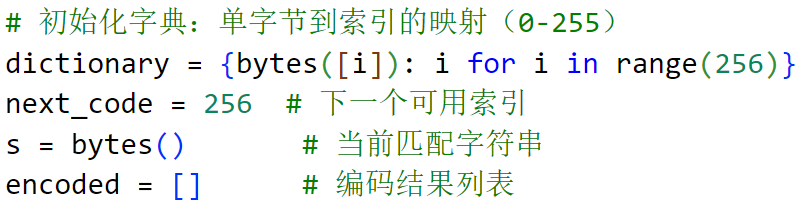 # 初始化字典：单字节到索引的映射（0-255）
dictionary = {bytes([i]): i for i in range(256)}
next_code = 256  # 下一个可用索引
s = bytes()       # 当前匹配字符串
encoded = []      # 编码结果列表